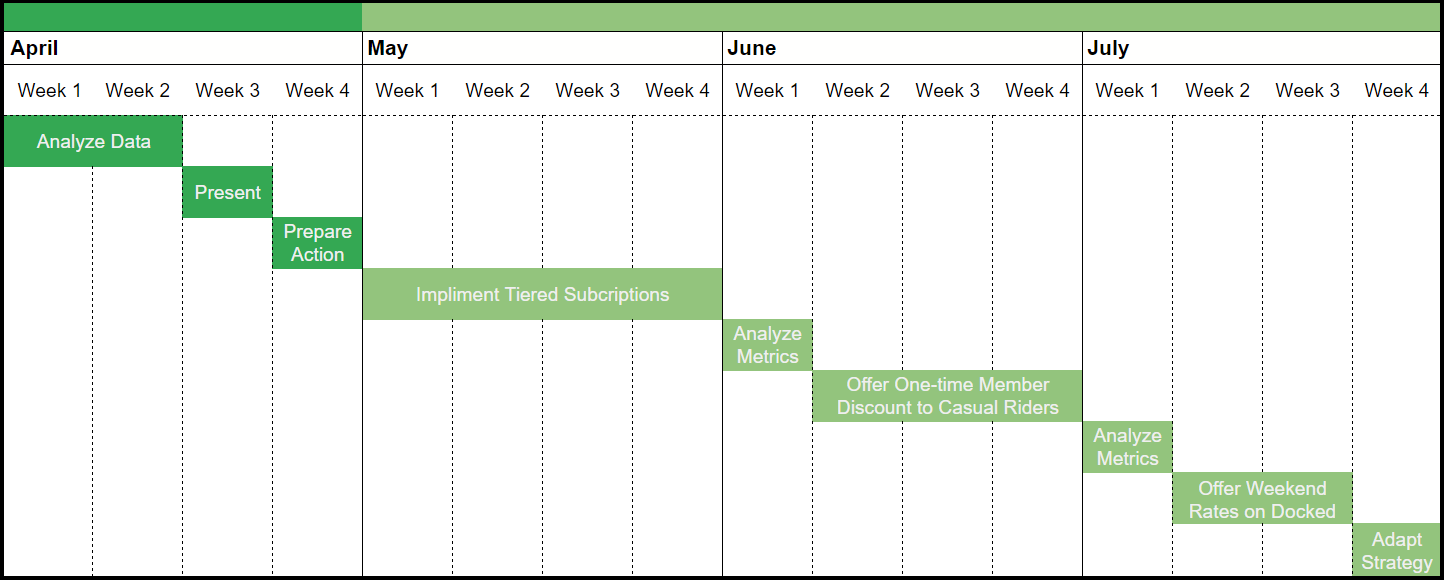 April May June July
Week 1 Week 2 Week 3 Week 4 Week 1 Week 2 Week 3 Week 4 Week 1 Week 2 Week 3 Week 4 Week 1 Week 2 Week 3 Week 4
Analyze Data
Present
Prepare
Action
Impliment Tiered Subcriptions
Analyze
Metrics
Offer One-time Member
Discount to Casual Riders
Analyze
Metrics
Offer Weekend
Rates on Docked
Adapt
Strategy